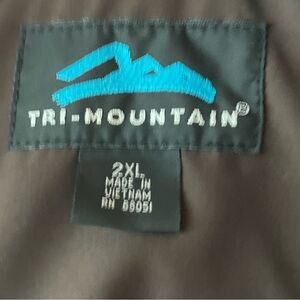 TRI-MOUNTAIN®
2XL
MADE IN
VIETNAM
RN 88051